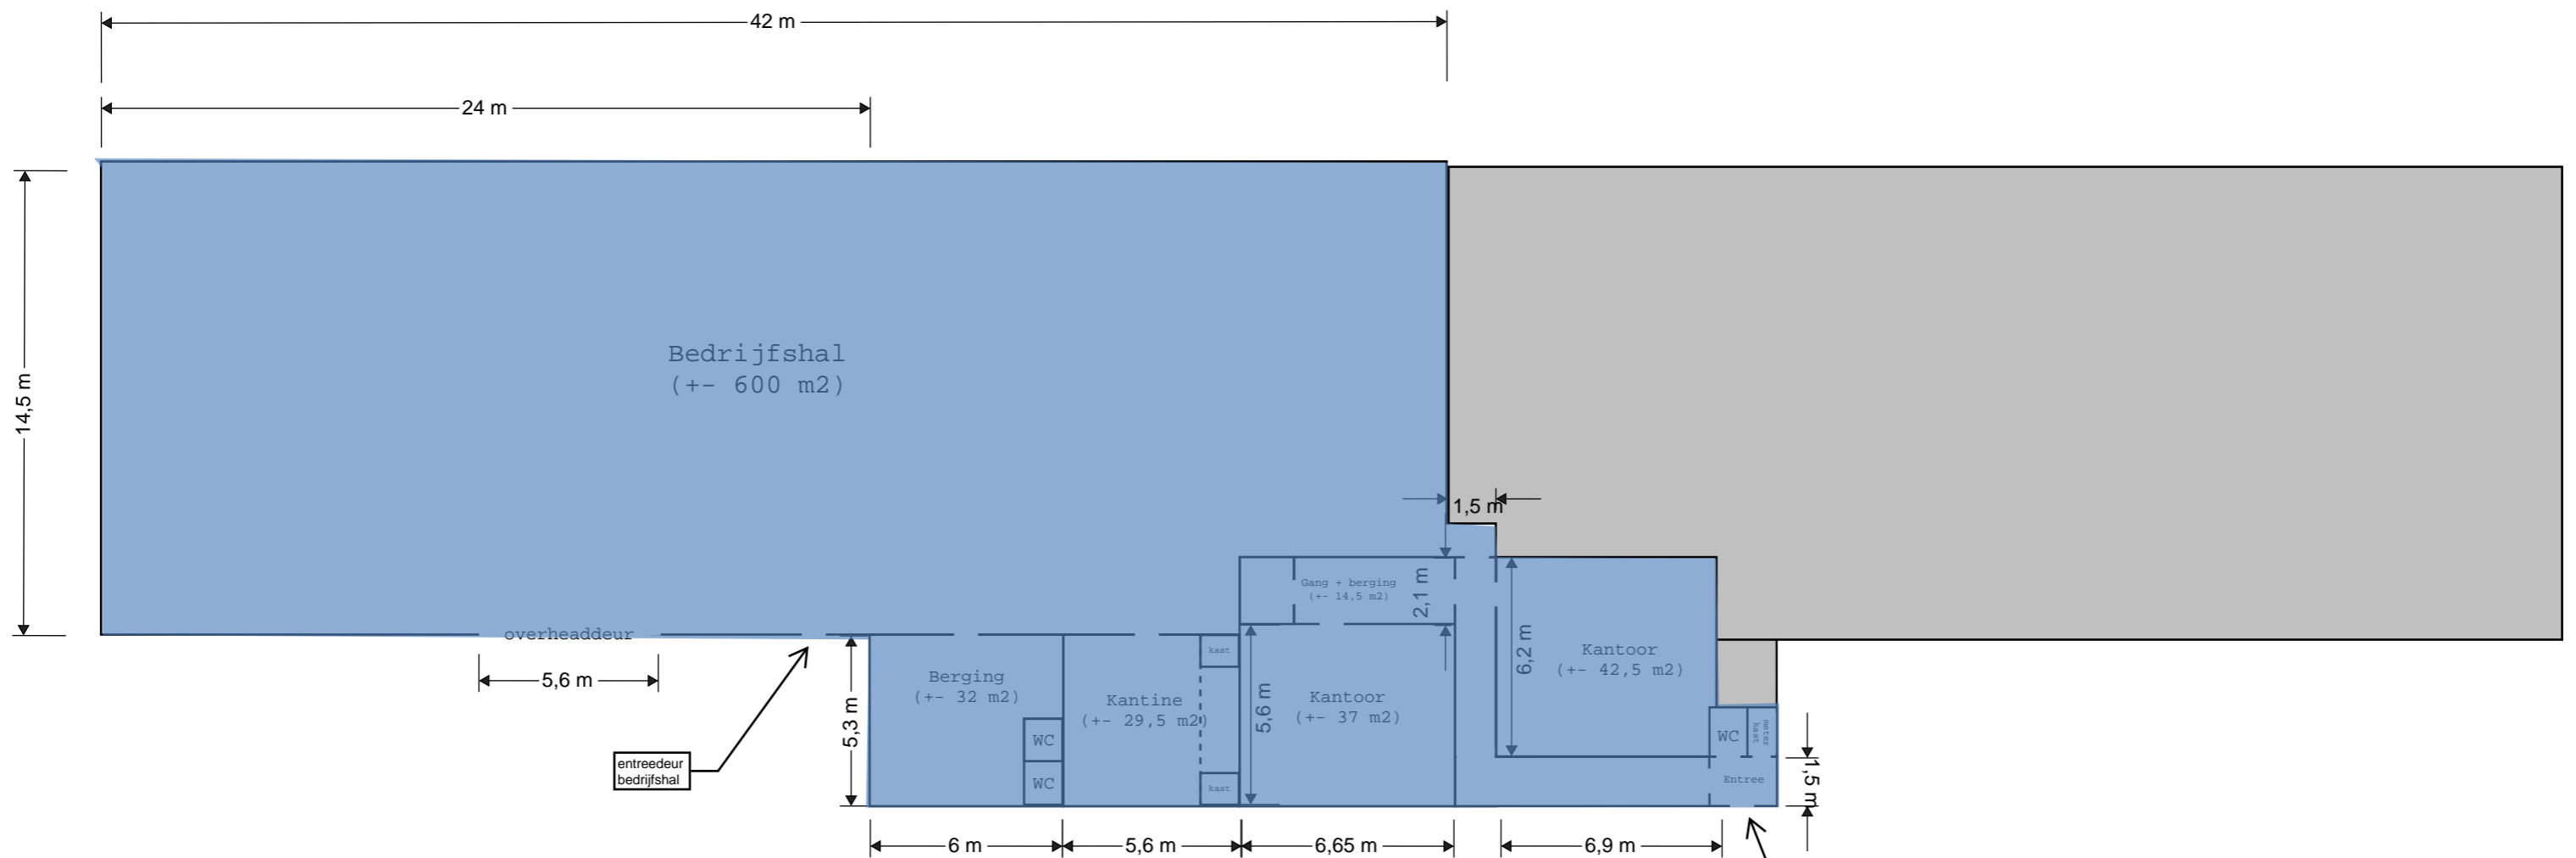 42 m
24 m
14,5 m
Bedrijfshal
(+- 600 m2)
1,5 m
Gang + berging
(+- 14,5 m2)
2,1 m
overheaddeur
5,6 m
entreedeur
bedrijfshal
5,3 m
Berging
(+- 32 m2)
WC
WC
Kantine
(+- 29,5 m2)
kast
kast
5,6 m
Kantoor
(+- 37 m2)
6,2 m
Kantoor
(+- 42,5 m2)
WC
meter
kast
Entree
1,5 m
6 m
5,6 m
6,65 m
6,9 m